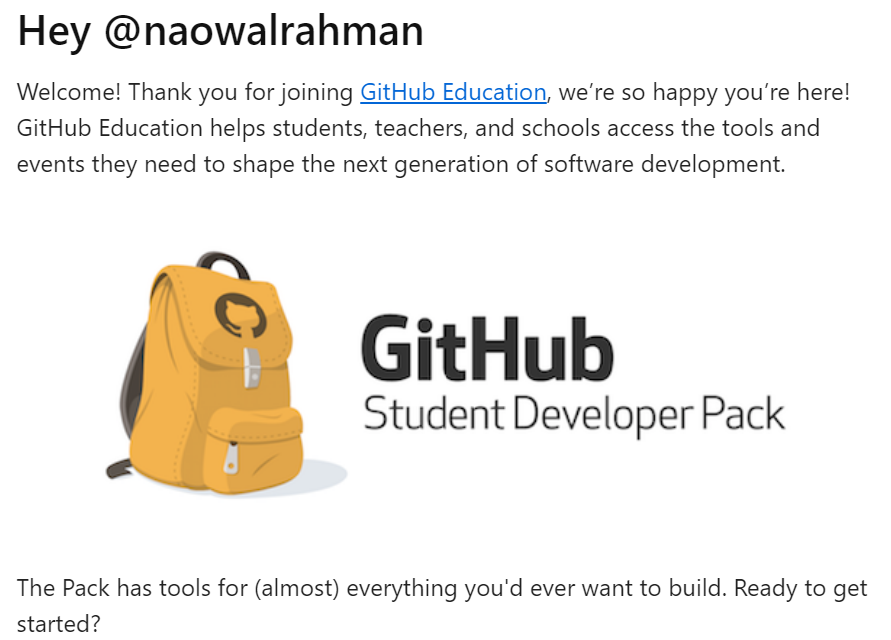 Hey @naowalrahman
Welcome! Thank you for joining GitHub Education, we’re so happy you’re here!
GitHub Education helps students, teachers, and schools access the tools and
events they need to shape the next generation of software development.
GitHub
Student Developer Pack
The Pack has tools for (almost) everything you'd ever want to build. Ready to get
started?